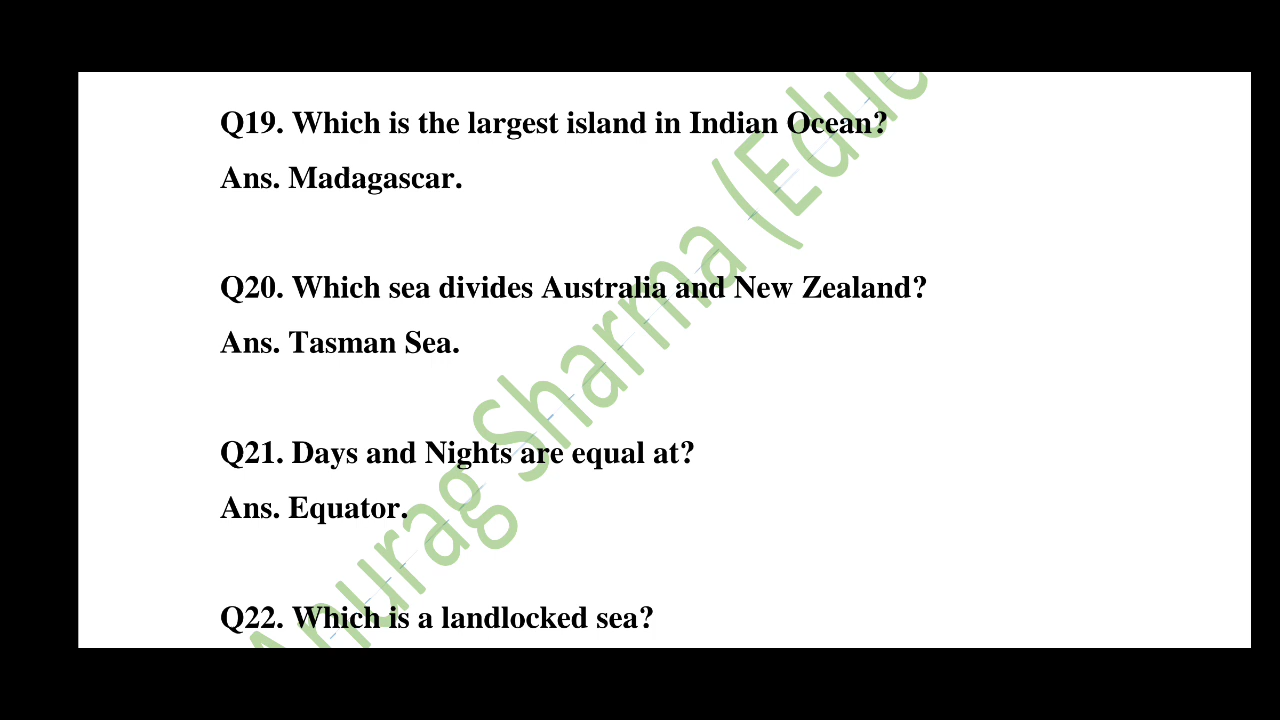 Q19. Which is the largest island in Indian Ocean?
Ans. Madagascar.
Q20. Which sea divides Australia and New Zealand?
Ans. Tasman Sea.
Q21. Days and Nights are equal at?
Ans. Equator.
Q22. Which is a landlocked sea?
Anurag Sharma (Educ